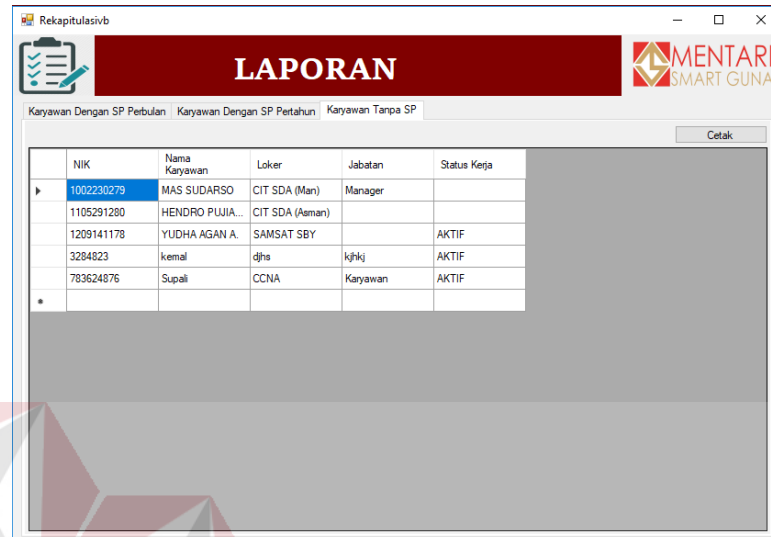 Rekapitulasivb
LAPORAN
MENTARI
SMART GUNA
Karyawan Dengan SP Perbulan Karyawan Dengan SP Pertahun Karyawan Tanpa SP
Cetak
NIK Nama Karyawan Loker Jabatan Status Kerja
1002230279 MAS SUDARSO CIT SDA (Man) Manager
1105291280 HENDRO PUJIA... CIT SDA (Asman)
1209141178 YUDHA AGAN A. SAMSAT SBY AKTIF
3284823 kemal djhs kjhkj AKTIF
783624876 Supali CCNA Karyawan AKTIF